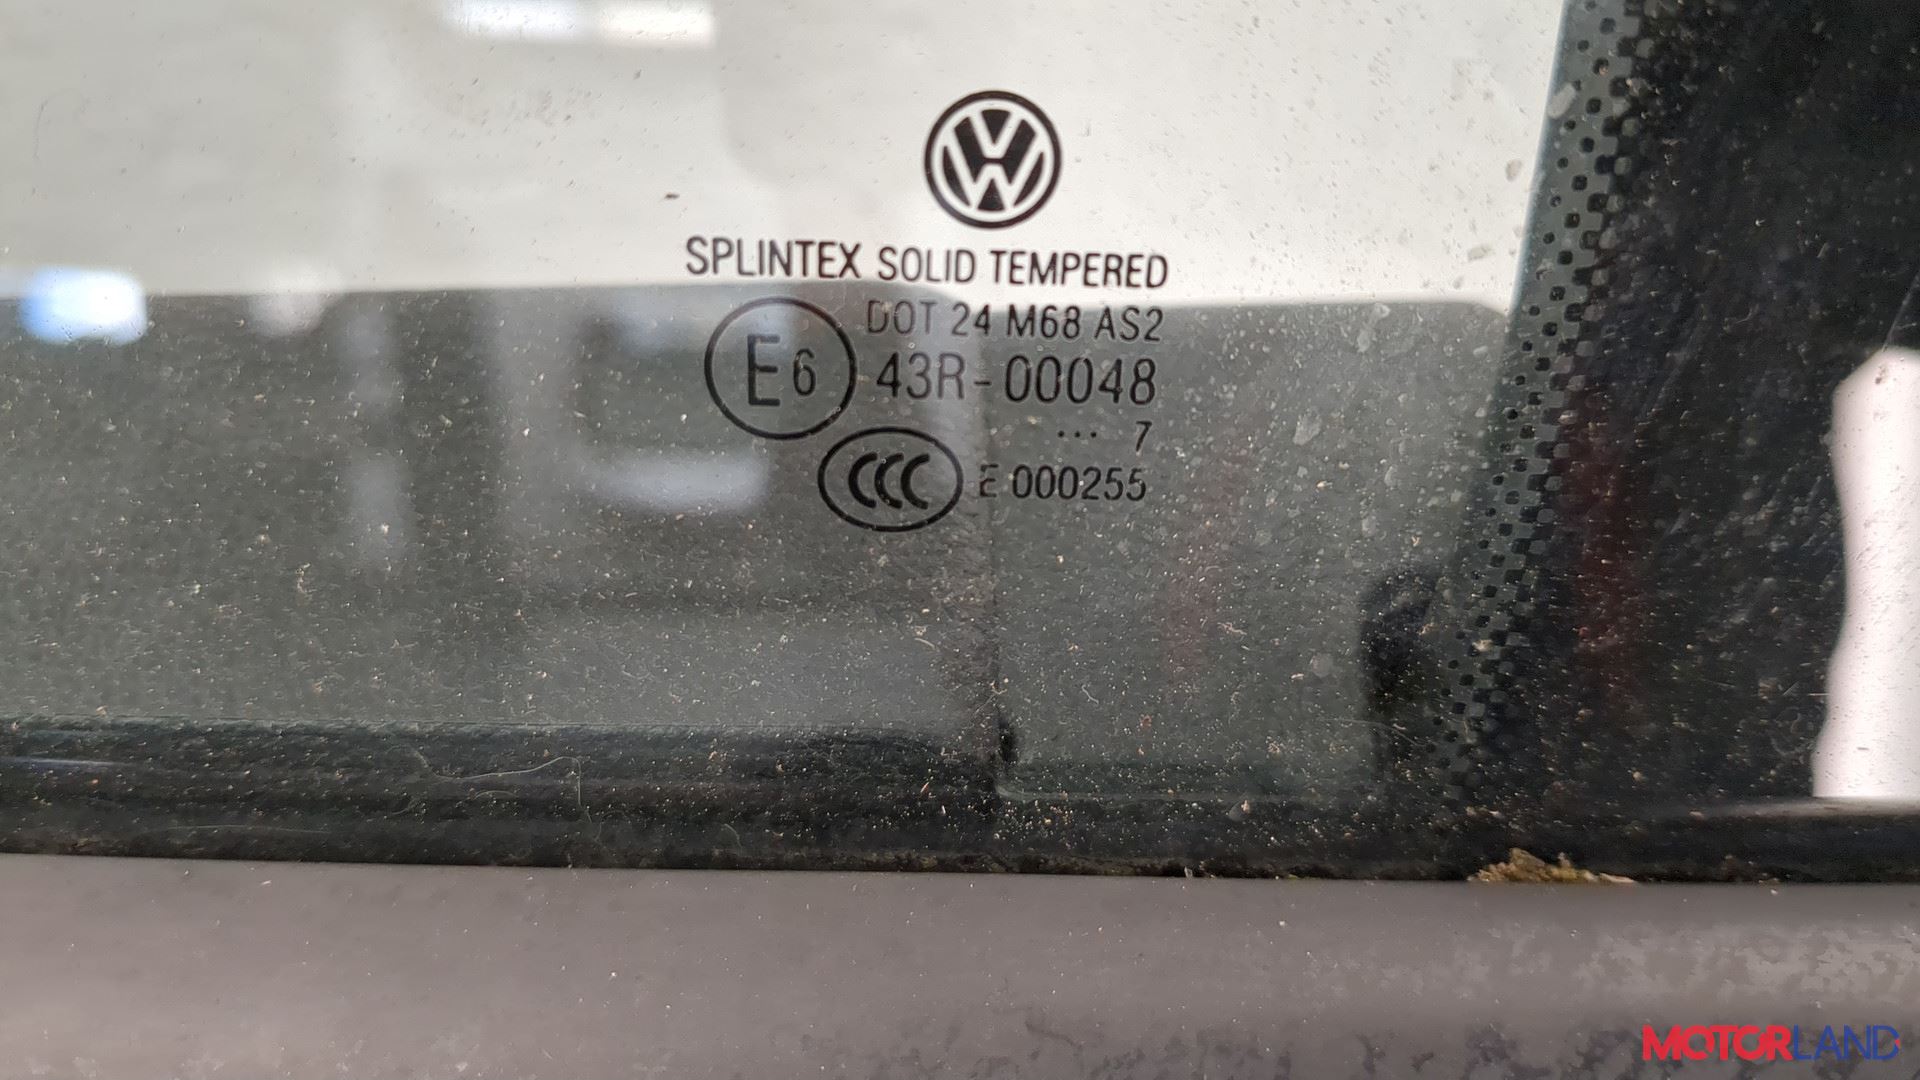 SPLINTEX SOLID TEMPERED
DOT 24 M68 AS2
E6 43R-00048
... 7
CCC E 000255
MOTORLAND